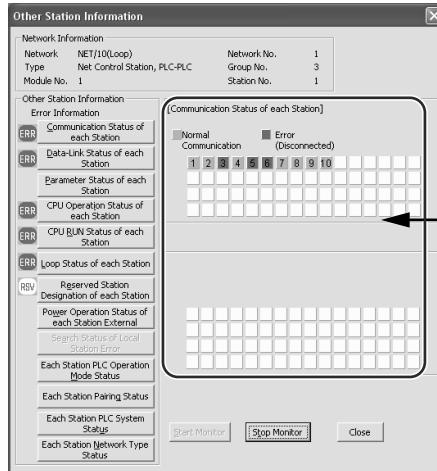 Other Station Information
Network Information
Network NET/10(Loop) Network No. 1
Type Net Control Station, PLC-PLC Group No. 3
Module No. 1 Station No. 1
Other Station Information
Error Information
ERR Communication Status of each Station
ERR Data-Link Status of each Station
Parameter Status of each Station
ERR CPU Operation Status of each Station
ERR CPU RUN Status of each Station
ERR Loop Status of each Station
RSV Reserved Station Designation of each Station
Power Operation Status of each Station External
Search Status of Local Station Error
Each Station PLC Operation Mode Status
Each Station Pairing Status
Each Station PLC System Status
Each Station Network Type Status
[Communication Status of each Station]
Normal Communication
Error (Disconnected)
1 2 3 4 5 6 7 8 9 10
Start Monitor Stop Monitor Close